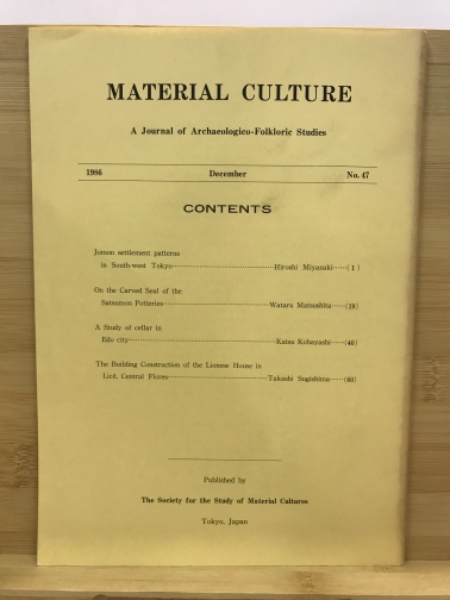 MATERIAL CULTURE
A Journal of Archaeologico-Folkloric Studies
1986 December No. 47
CONTENTS
Jomon settlement patterns
in South-west Tokyo……Hiroshi Miyazaki……( 1 )
On the Carved Seal of the
Satsumon Potteries……Wataru Matsushita……(19)
A Study of cellar in
Edo city……Katsu Kobayashi……(46)
The Building Construction of the Lionese House in
Licit, Central Flores……Takashi Sugishima……(60)
Published by
The Society for the Study of Material Cultures
Tokyo, Japan